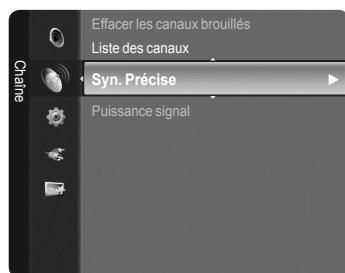 Chaîne
Effacer les canaux brouillés
Liste des canaux
Syn. Précise
Puissance signal